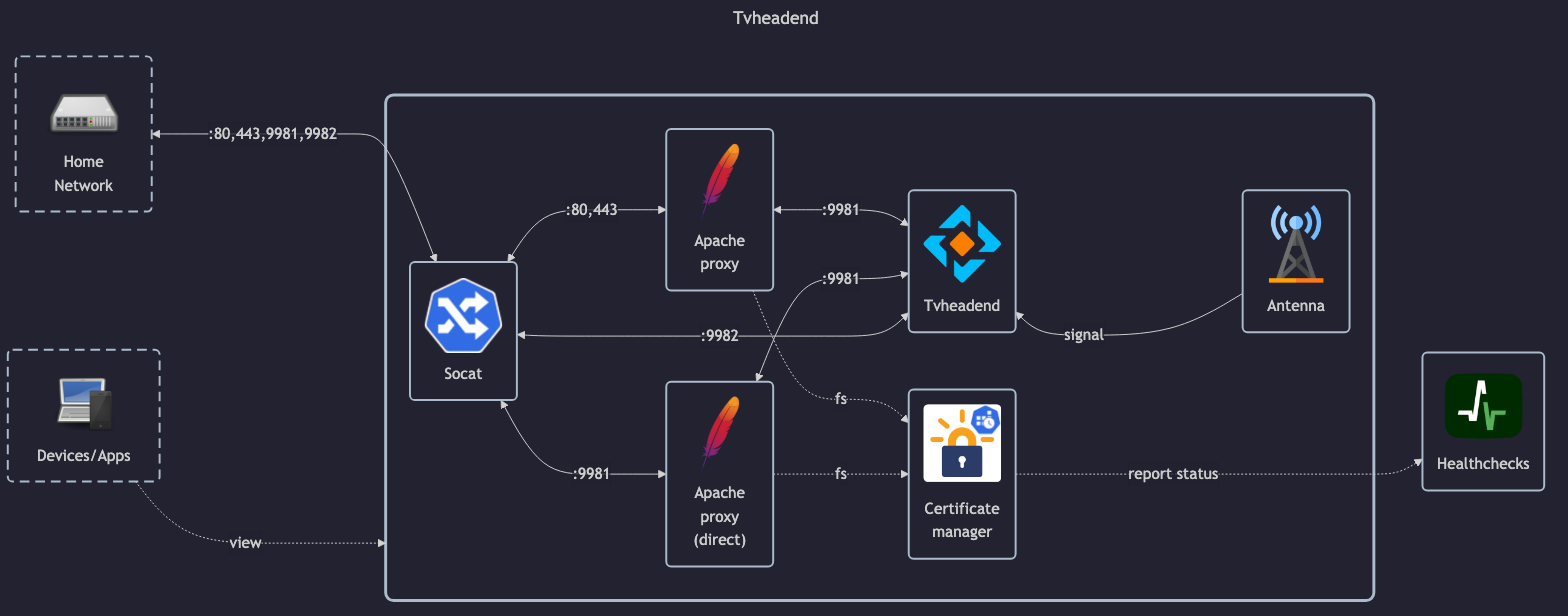 Tvheadend
Home
Network
:80,443,9981,9982
Devices/Apps
view
Socat
:80,443
:9982
:9981
Apache
proxy
Apache
proxy
(direct)
:9981
:9981
fs
fs
Tvheadend
Certificate
manager
signal
Antenna
report status
Healthchecks